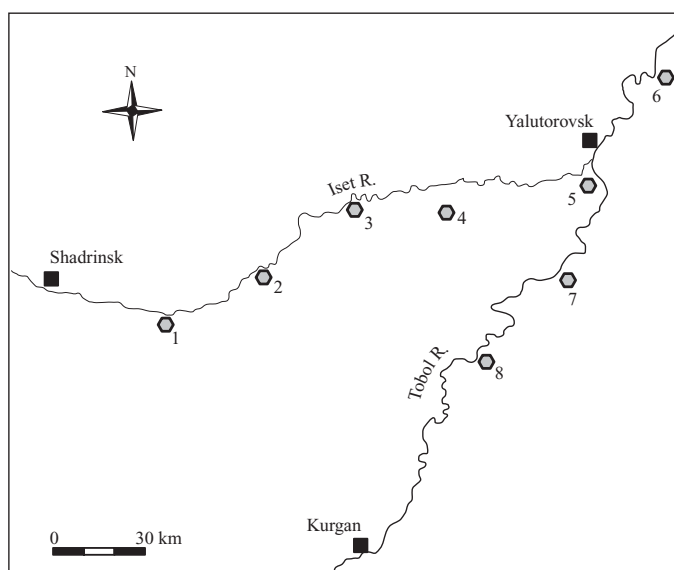 N
6
Yalutorovsk
Iset R.
5
3
4
Shadrinsk
2
7
1
Tobol R.
8
Kurgan
0 30 km